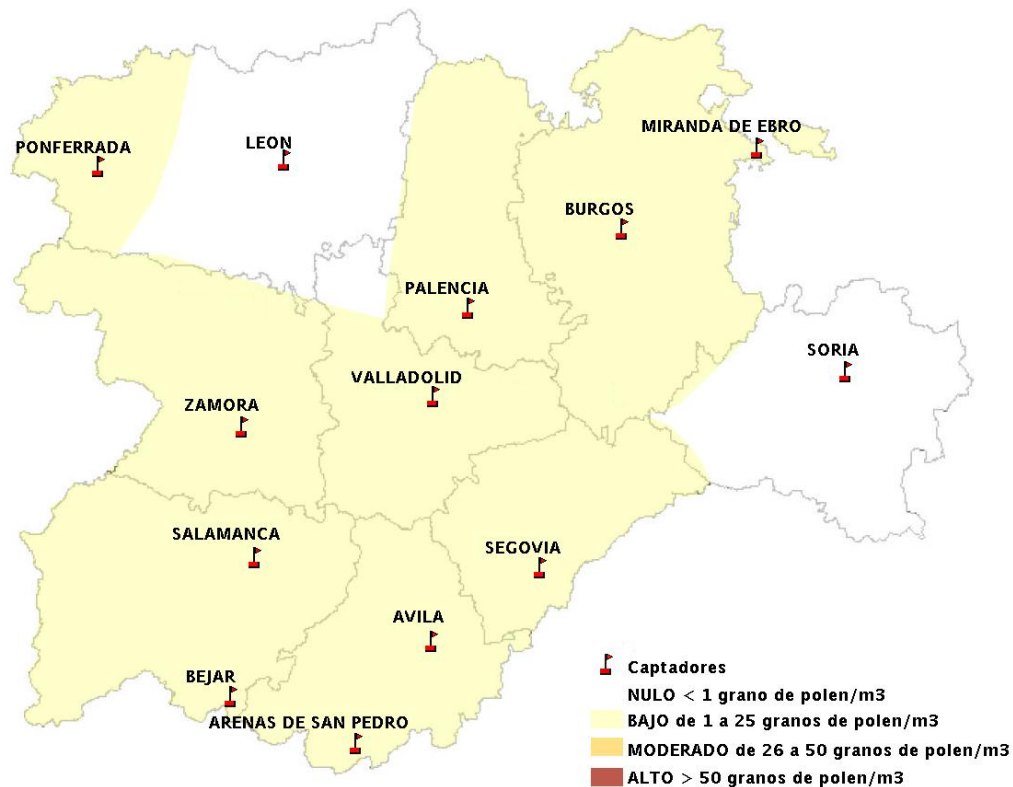 MIRANDA DE EBRO
PONFERRADA
LEON
BURGOS
PALENCIA
SORIA
VALLADOLID
ZAMORA
SALAMANCA
SEGOVIA
AVILA
BEJAR
ARENAS DE SAN PEDRO
Captadores
NULO < 1 grano de polen/m3
BAJO de 1 a 25 granos de polen/m3
MODERADO de 26 a 50 granos de polen/m3
ALTO > 50 granos de polen/m3